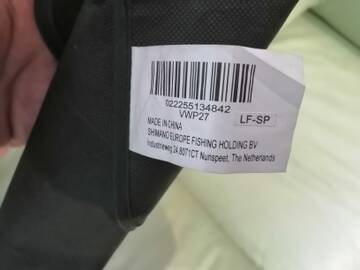 022255134842
VWP27
LF-SP
MADE IN CHINA
SHIMANO EUROPE FISHING HOLDING BV
Industrieweg 24,8071CT Nunspeet, The Netherlands